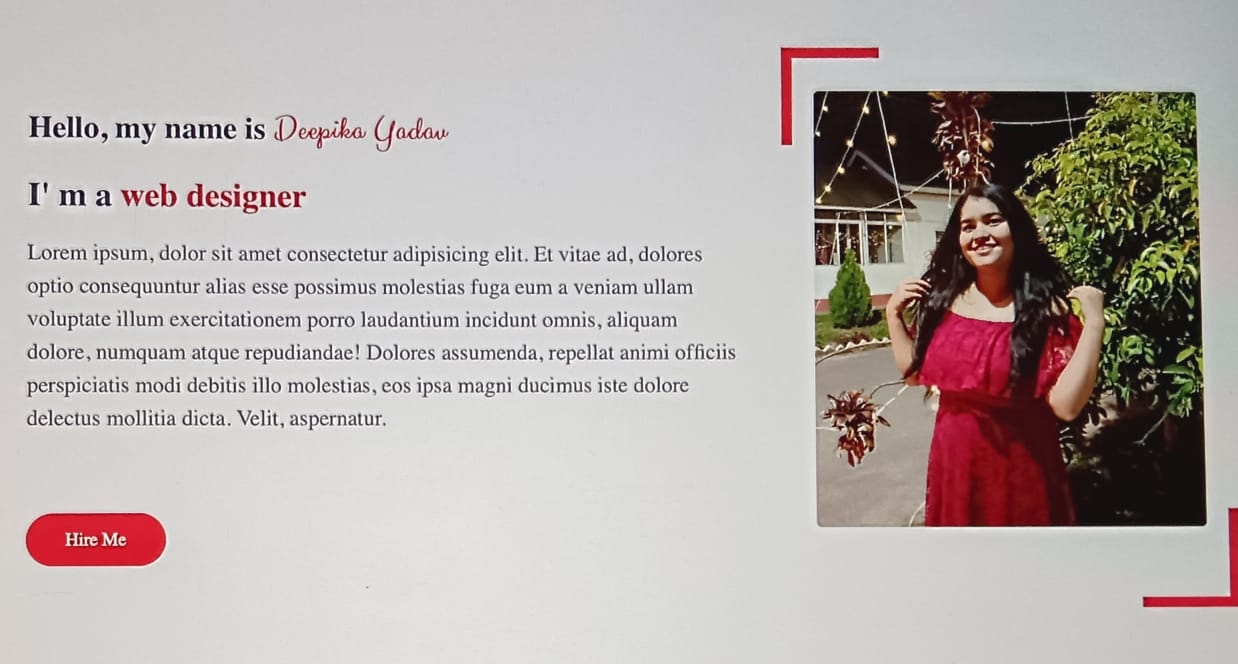 Hello, my name is Deepika Yadav
I' m a web designer
Lorem ipsum, dolor sit amet consectetur adipisicing elit. Et vitae ad, dolores
optio consequuntur alias esse possimus molestias fuga eum a veniam ullam
voluptate illum exercitationem porro laudantium incidunt omnis, aliquam
dolore, numquam atque repudiandae! Dolores assumenda, repellat animi officiis
perspiciatis modi debitis illo molestias, eos ipsa magni ducimus iste dolore
delectus mollitia dicta. Velit, aspernatur.
Hire Me